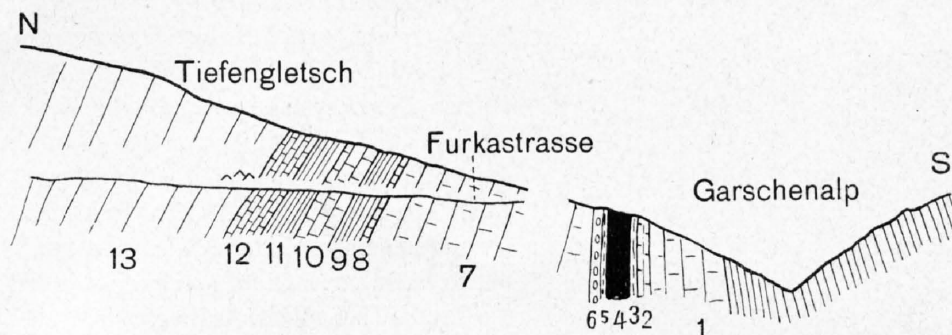 N
Tiefengletsch
Furkastrasse
S
Garschenalp
13 12 11 10 9 8 7
6 5 4 3 2 1